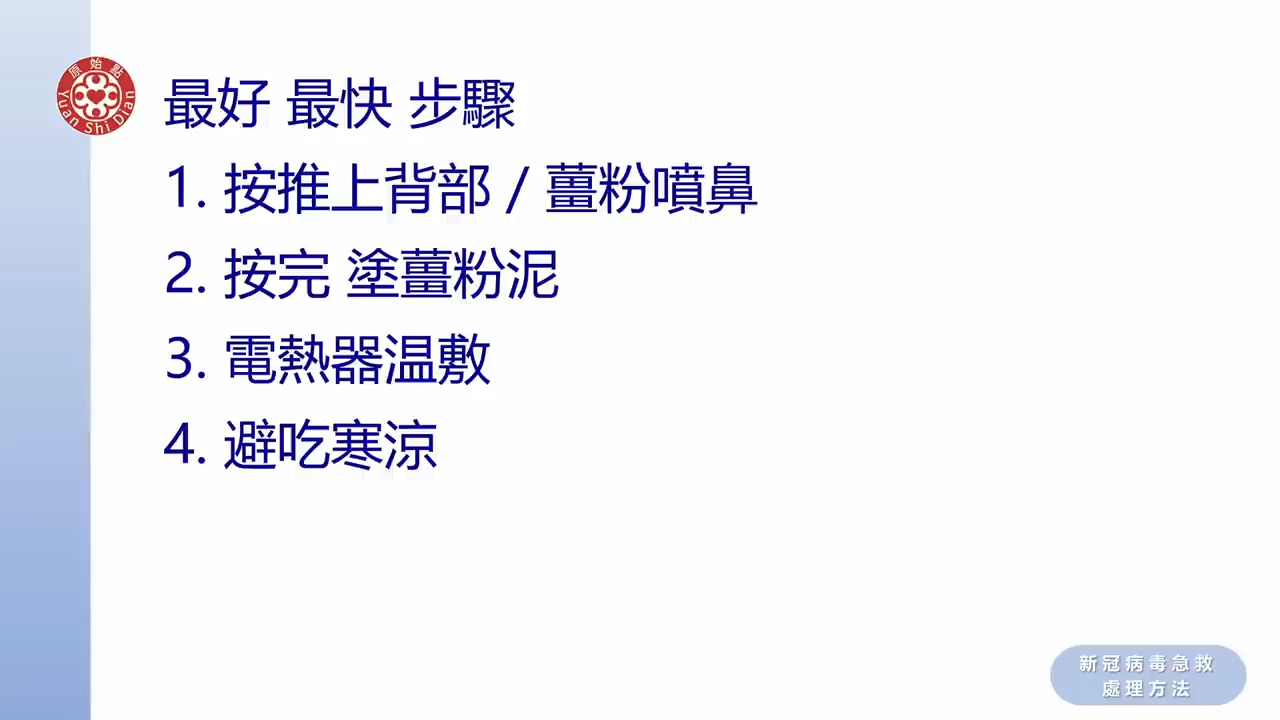 原始點
Yuan Shi Dian
最好 最快 步驟
1. 按推上背部 / 薑粉噴鼻
2. 按完 塗薑粉泥
3. 電熱器温敷
4. 避吃寒涼
新冠病毒急救
處理方法